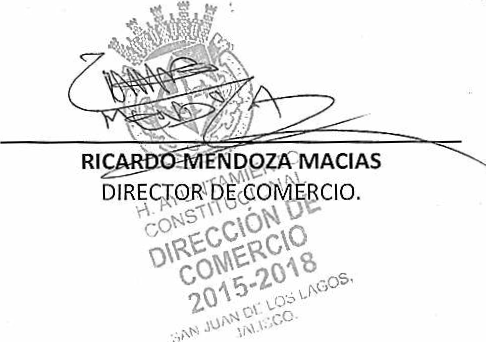 RICARDO MENDOZA MACIAS
DIRECTOR DE COMERCIO.
H. AYUNTAMIENTO
CONSTITUCIONAL
DIRECCIÓN DE
COMERCIO
2015-2018
SAN JUAN DE LOS LAGOS,
JALISCO.